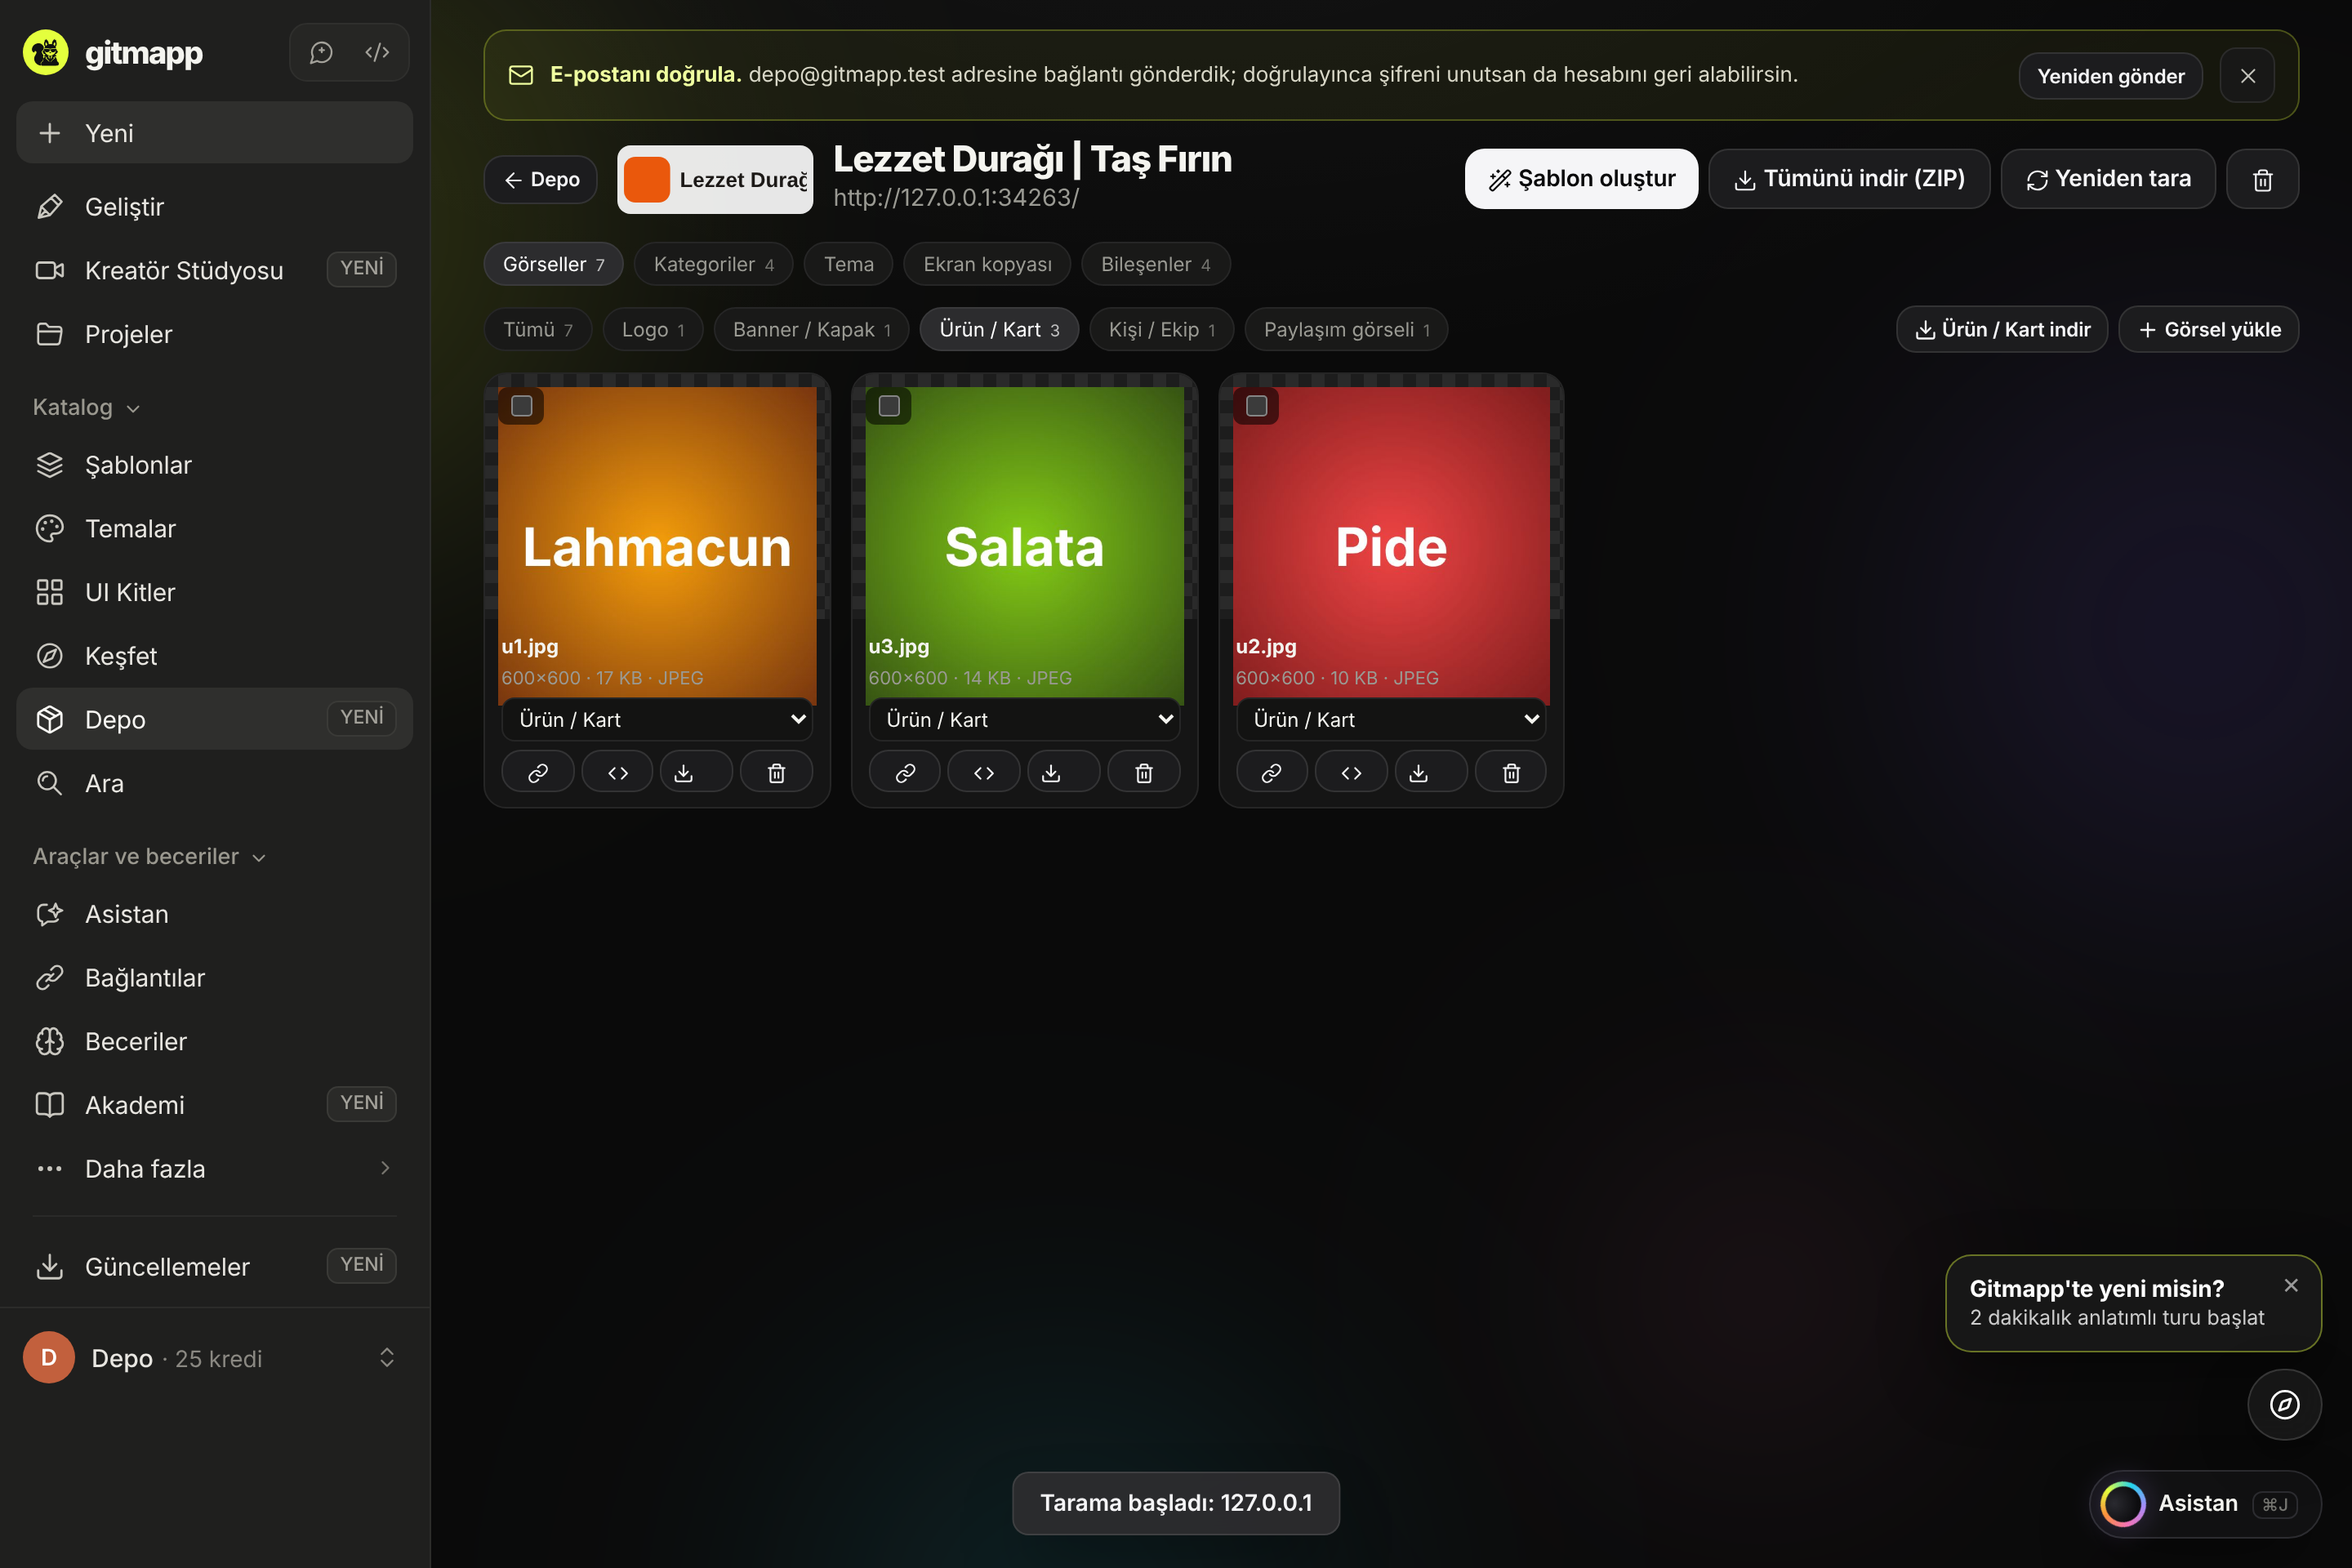 gitmapp
Yeni
Geliştir
Kreatör Stüdyosu YENİ
Projeler
Katalog
Şablonlar
Temalar
UI Kitler
Keşfet
Depo YENİ
Ara
Araçlar ve beceriler
Asistan
Bağlantılar
Beceriler
Akademi YENİ
Daha fazla
Güncellemeler YENİ
D Depo · 25 kredi
E-postanı doğrula. depo@gitmapp.test adresine bağlantı gönderdik; doğrulayınca şifreni unutsan da hesabını geri alabilirsin. Yeniden gönder
Depo
Lezzet Durağ
Lezzet Durağı | Taş Fırın
http://127.0.0.1:34263/
Şablon oluştur Tümünü indir (ZIP) Yeniden tara
Görseller 7 Kategoriler 4 Tema Ekran kopyası Bileşenler 4
Tümü 7 Logo 1 Banner / Kapak 1 Ürün / Kart 3 Kişi / Ekip 1 Paylaşım görseli 1 Ürün / Kart indir Görsel yükle
Lahmacun
u1.jpg
600×600 · 17 KB · JPEG
Ürün / Kart
Salata
u3.jpg
600×600 · 14 KB · JPEG
Ürün / Kart
Pide
u2.jpg
600×600 · 10 KB · JPEG
Ürün / Kart
Gitmapp'te yeni misin?
2 dakikalık anlatımlı turu başlat
Tarama başladı: 127.0.0.1
Asistan ⌘J